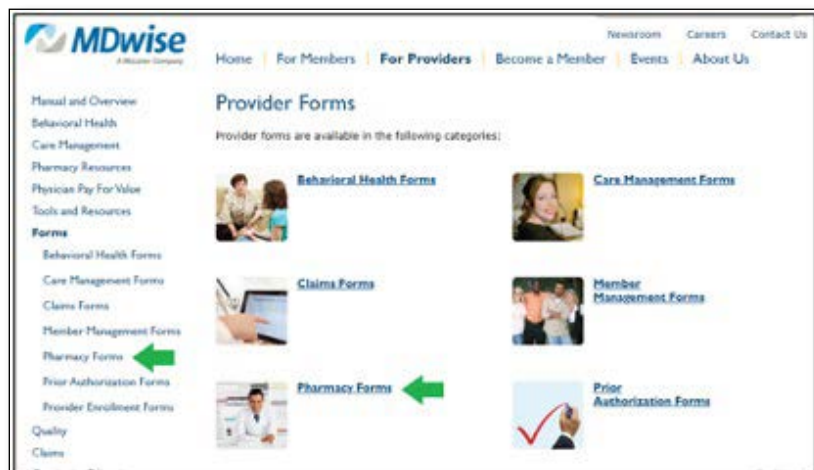 MDwise
Newsroom Careers Contact Us
Home For Members For Providers Become a Member Events About Us
Manual and Overview
Behavioral Health
Care Management
Pharmacy Resources
Physician Pay For Value
Tools and Resources
Forms
Behavioral Health Forms
Care Management Forms
Claims Forms
Member Management Forms
Pharmacy Forms
Prior Authorization Forms
Provider Enrollment Forms
Quality
Claims
Provider Forms
Provider forms are available in the following categories:
Behavioral Health Forms
Care Management Forms
Claims Forms
Member
Management Forms
Pharmacy Forms
Prior
Authorization Forms